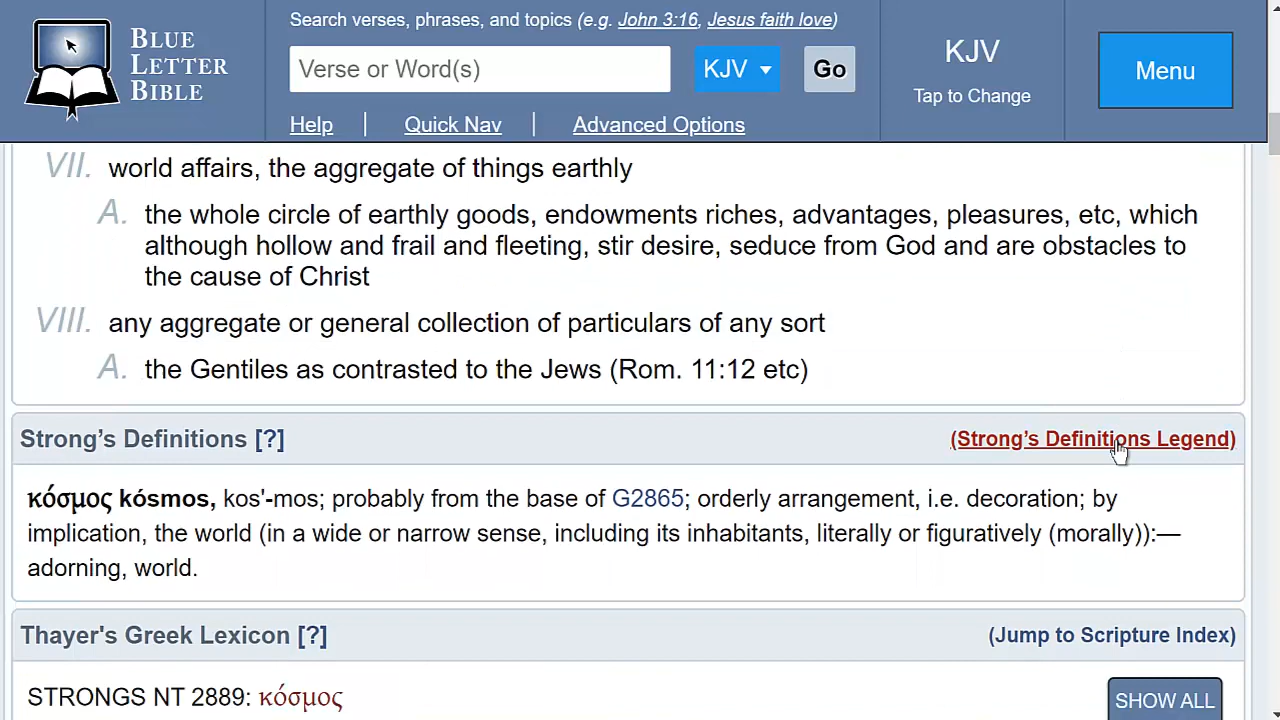 BLUE
LETTER
BIBLE
Search verses, phrases, and topics (e.g. John 3:16, Jesus faith love)
Verse or Word(s)
KJV
Go
Help | Quick Nav | Advanced Options
KJV
Tap to Change
Menu
VII. world affairs, the aggregate of things earthly
A. the whole circle of earthly goods, endowments riches, advantages, pleasures, etc, which
although hollow and frail and fleeting, stir desire, seduce from God and are obstacles to
the cause of Christ
VIII. any aggregate or general collection of particulars of any sort
A. the Gentiles as contrasted to the Jews (Rom. 11:12 etc)
Strong’s Definitions [?] (Strong’s Definitions Legend)
κόσμος kósmos, kos'-mos; probably from the base of G2865; orderly arrangement, i.e. decoration; by
implication, the world (in a wide or narrow sense, including its inhabitants, literally or figuratively (morally)):—
adorning, world.
Thayer's Greek Lexicon [?] (Jump to Scripture Index)
STRONGS NT 2889: κόσμος SHOW ALL